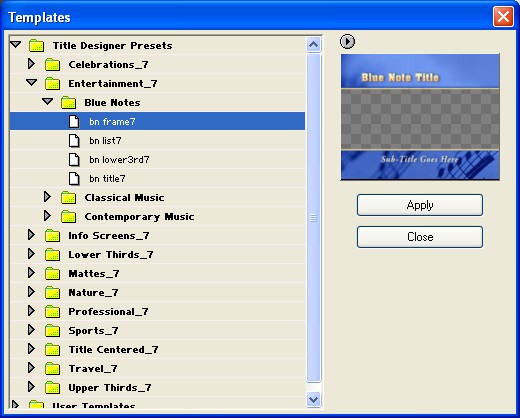 Templates
Title Designer Presets
Celebrations_7
Entertainment_7
Blue Notes
bn frame7
bn list7
bn lower3rd7
bn title7
Classical Music
Contemporary Music
Info Screens_7
Lower Thirds_7
Mattes_7
Nature_7
Professional_7
Sports_7
Title Centered_7
Travel_7
Upper Thirds_7
User Templates
Blue Note Title
Sub-Title Goes Here
Apply
Close